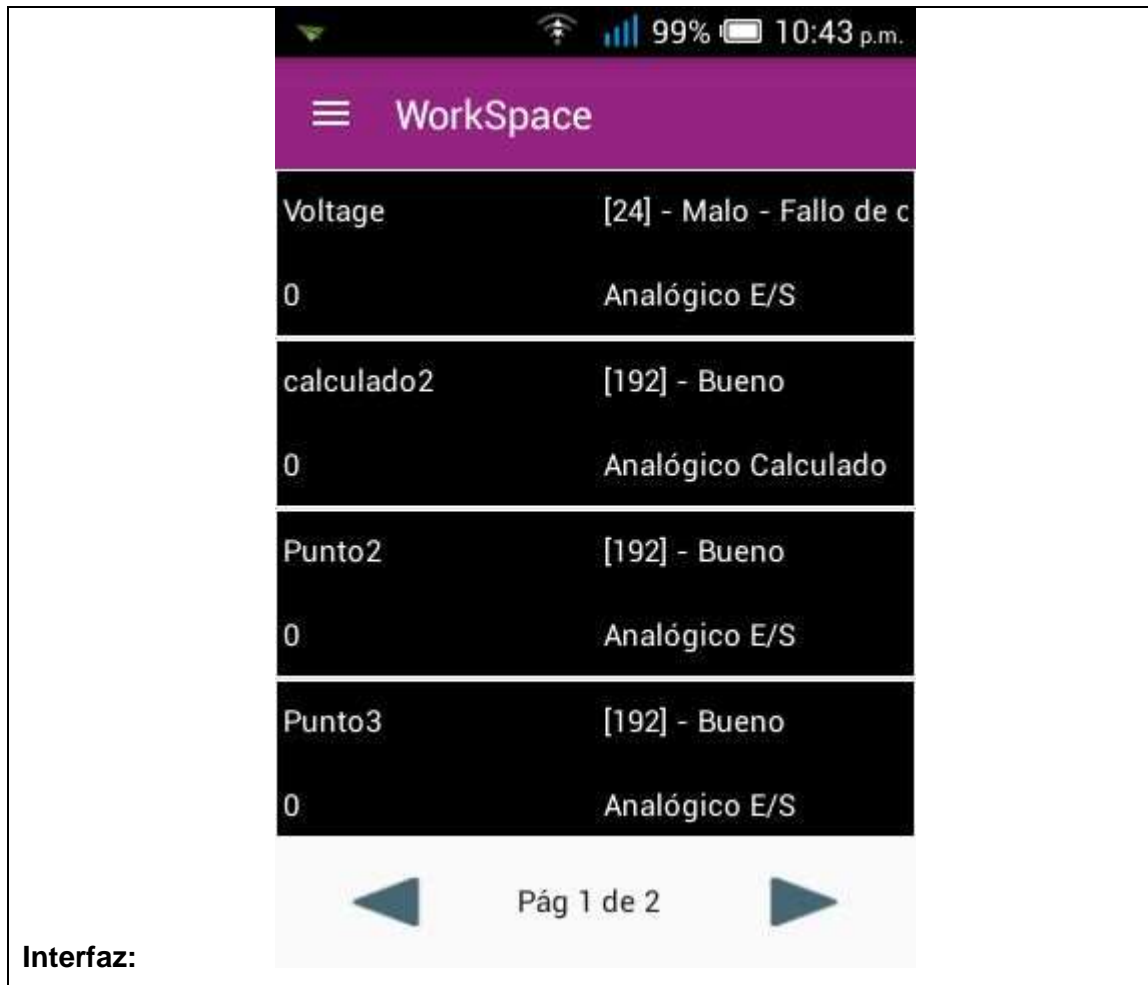 99% 10:43 p.m.
WorkSpace
Voltage [24] - Malo - Fallo de c
0 Analógico E/S
calculado2 [192] - Bueno
0 Analógico Calculado
Punto2 [192] - Bueno
0 Analógico E/S
Punto3 [192] - Bueno
0 Analógico E/S
Pág 1 de 2
Interfaz: